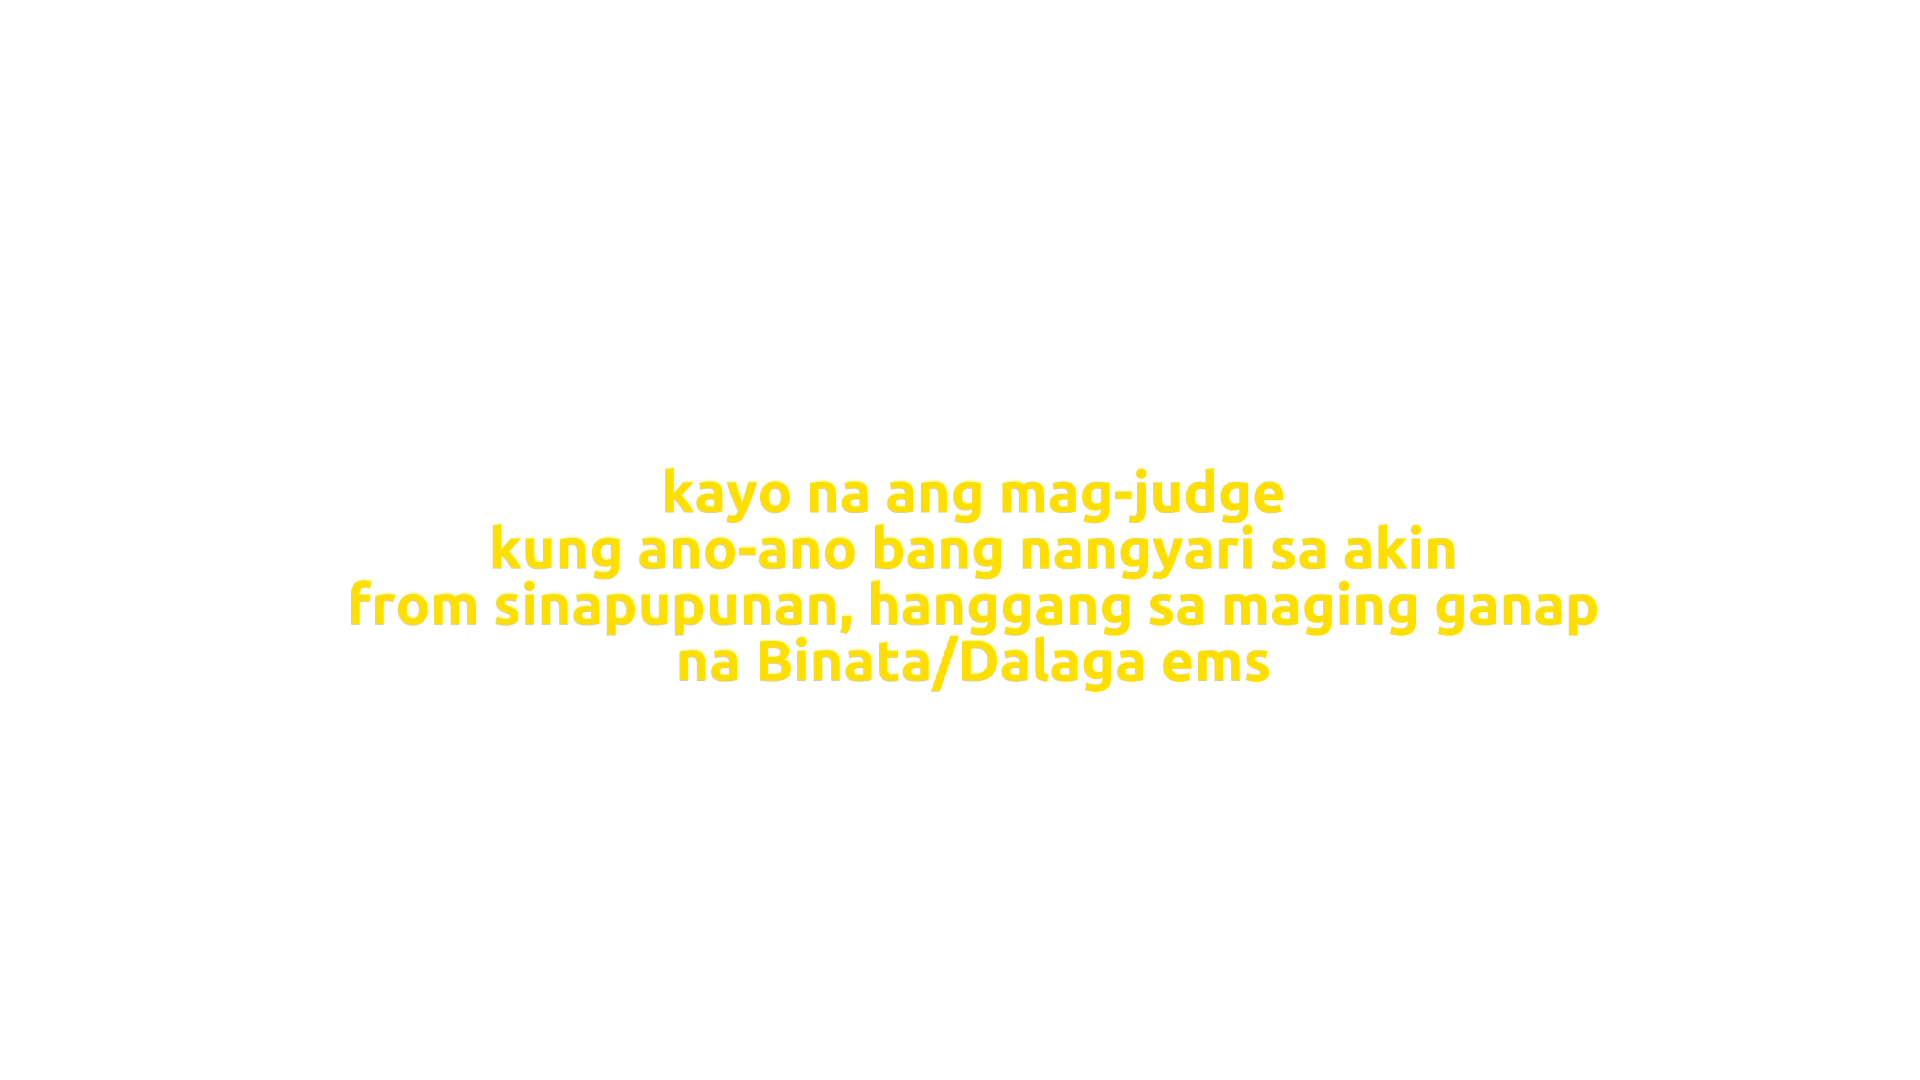 kayo na ang mag-judge
kung ano-ano bang nangyari sa akin
from sinapupunan, hanggang sa maging ganap
na Binata/Dalaga ems